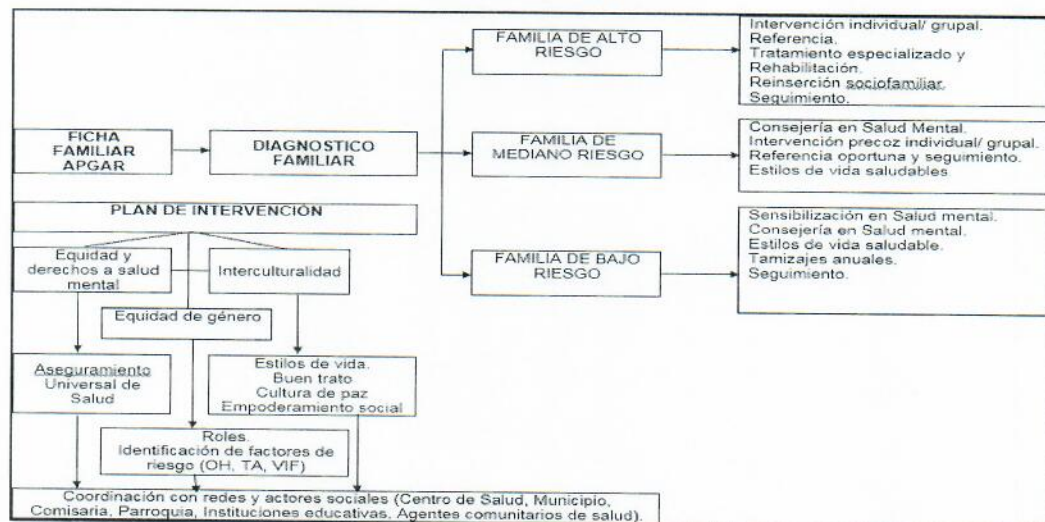 FAMILIA DE ALTO
RIESGO
Intervención individual/ grupal.
Referencia.
Tratamiento especializado y
Rehabilitación.
Reinserción sociofamiliar.
Seguimiento.
FICHA
FAMILIAR
APGAR
DIAGNOSTICO
FAMILIAR
FAMILIA DE
MEDIANO RIESGO
Consejería en Salud Mental.
Intervención precoz individual/ grupal.
Referencia oportuna y seguimiento.
Estilos de vida saludables
PLAN DE INTERVENCIÓN
Equidad y
derechos a salud
mental
Interculturalidad
FAMILIA DE BAJO
RIESGO
Sensibilización en Salud mental.
Consejería en Salud mental.
Estilos de vida saludable.
Tamizajes anuales.
Seguimiento.
Equidad de género
Aseguramiento
Universal de
Salud
Estilos de vida.
Buen trato
Cultura de paz
Empoderamiento social
Roles.
Identificación de factores de
riesgo (OH, TA, VIF)
Coordinación con redes y actores sociales (Centro de Salud, Municipio,
Comisaria, Parroquia, Instituciones educativas, Agentes comunitarios de salud).